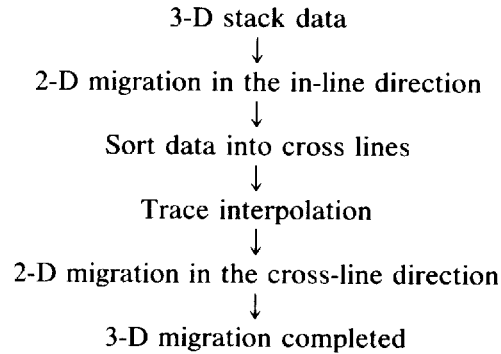 3-D stack data
↓
2-D migration in the in-line direction
↓
Sort data into cross lines
↓
Trace interpolation
↓
2-D migration in the cross-line direction
↓
3-D migration completed